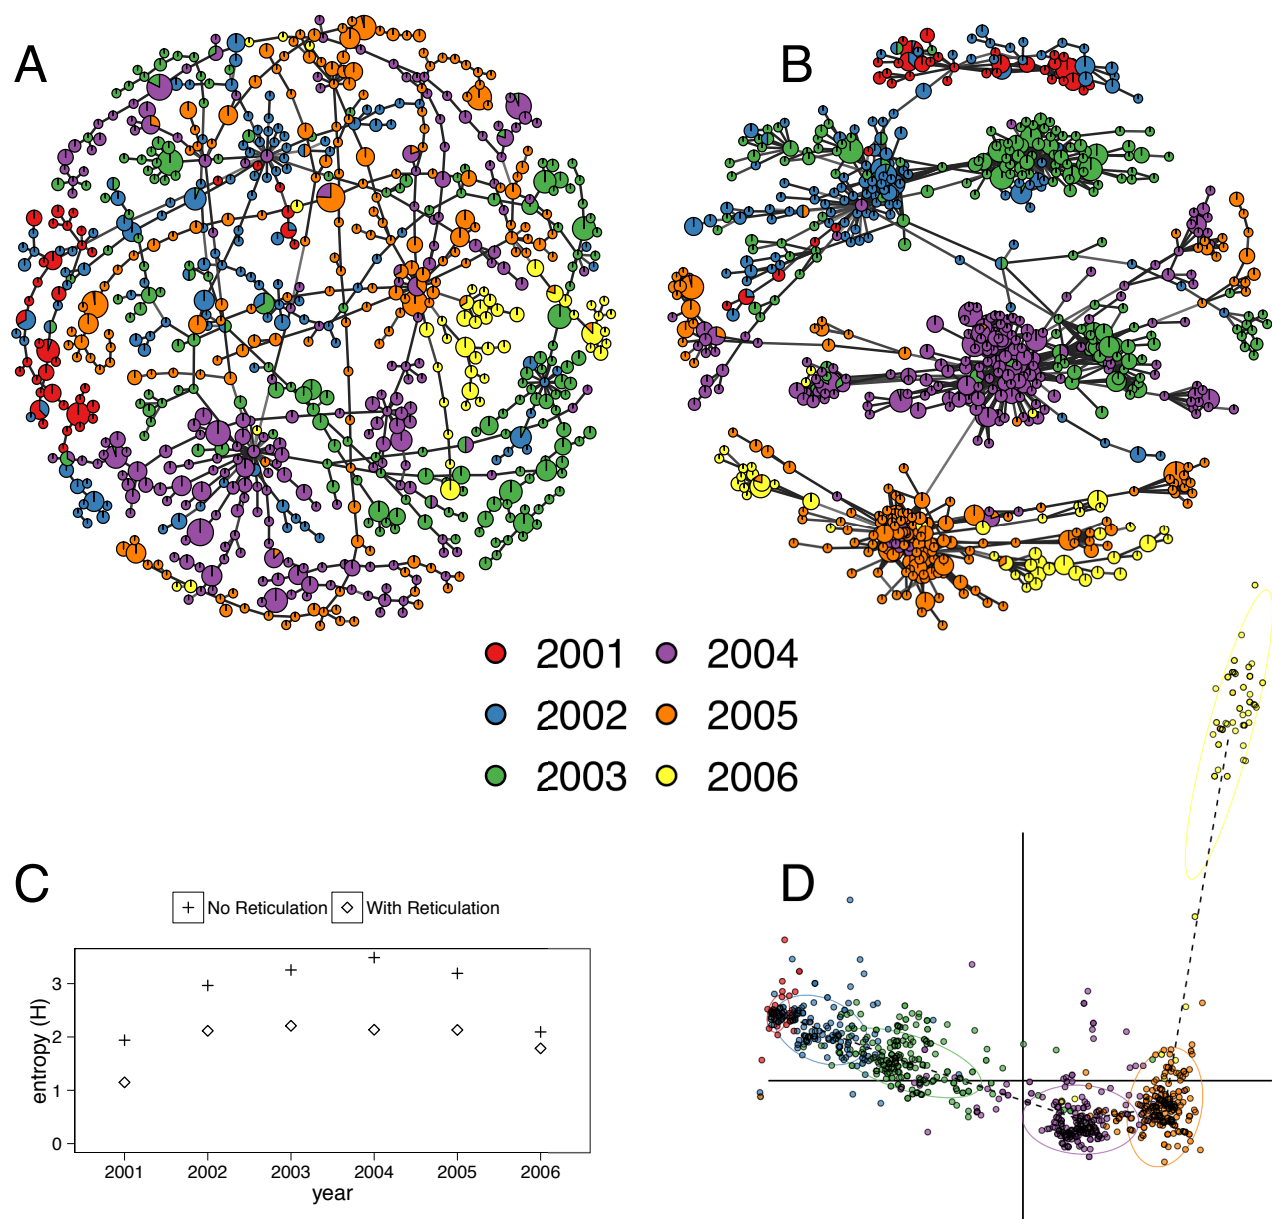 A
B
2001 2004
2002 2005
2003 2006
C
D
No Reticulation With Reticulation
entropy (H)
3
2
1
0
2001 2002 2003 2004 2005 2006
year